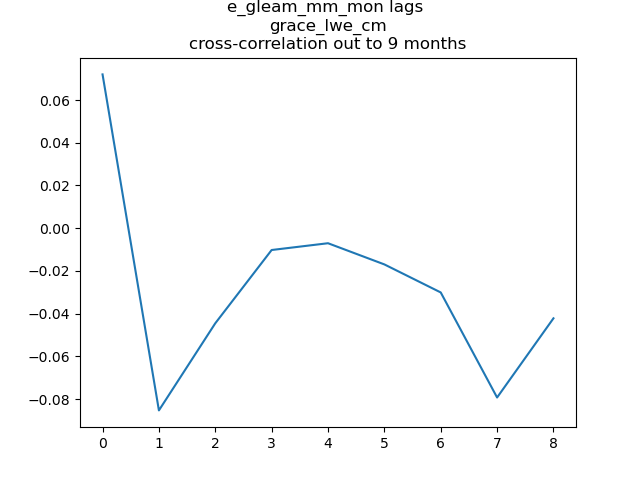 e_gleam_mm_mon lags
grace_lwe_cm
cross-correlation out to 9 months
0.06
0.04
0.02
0.00
−0.02
−0.04
−0.06
−0.08
0 1 2 3 4 5 6 7 8